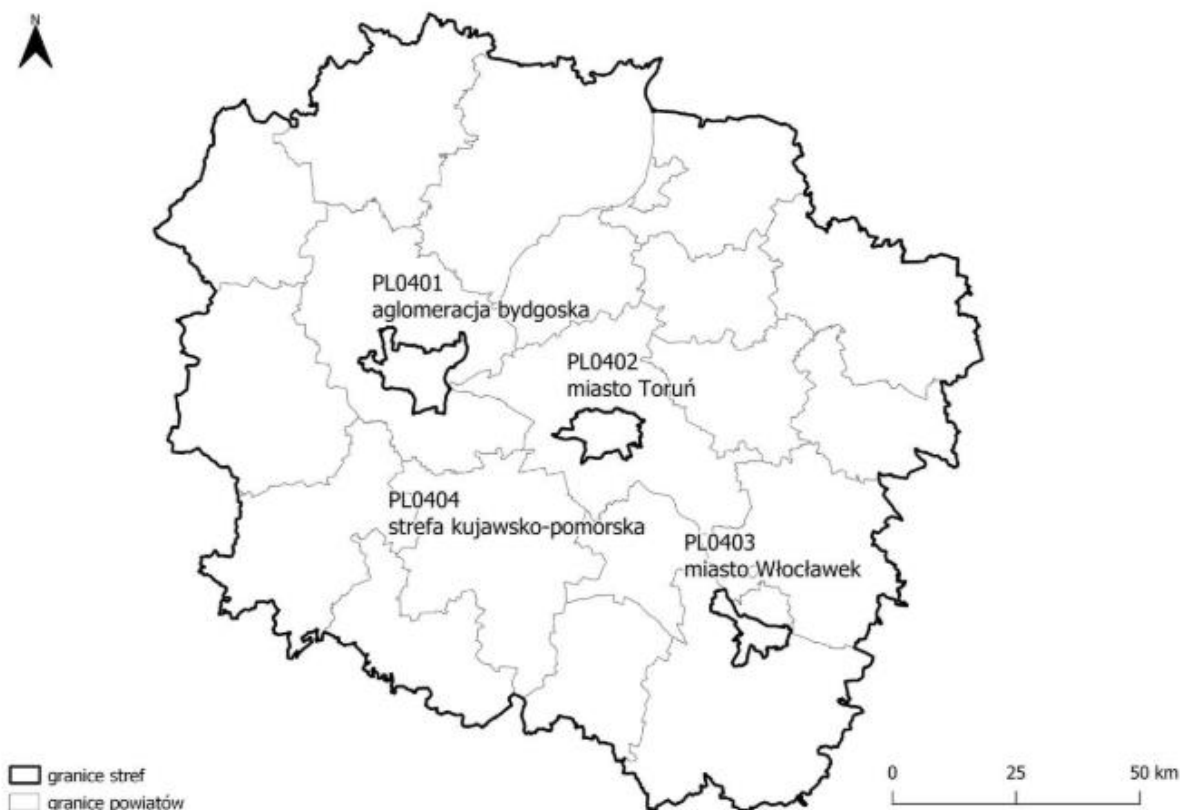 N
PL0401
aglomeracja bydgoska
PL0402
miasto Toruń
PL0404
strefa kujawsko-pomorska
PL0403
miasto Włocławek
granice stref
granice powiatów
0 25 50 km